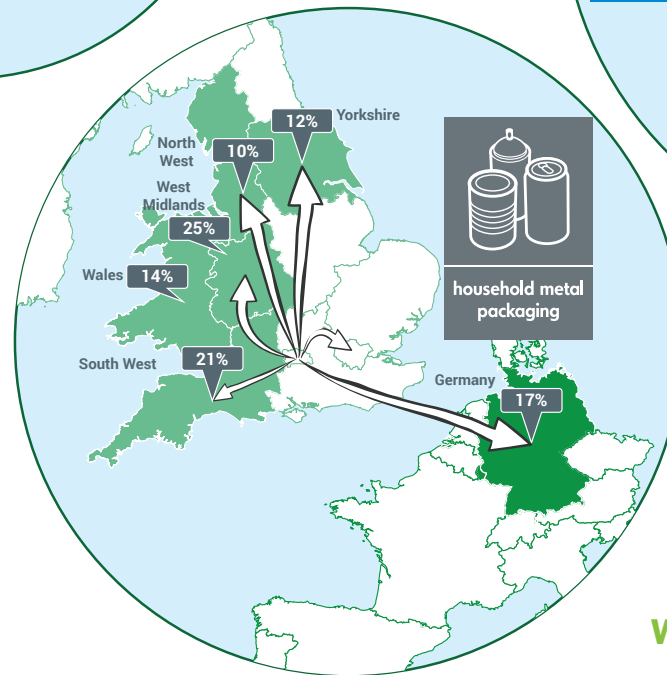 12%
Yorkshire
North
West
10%
West
Midlands
25%
Wales
14%
South West
21%
household metal
packaging
Germany
17%
W